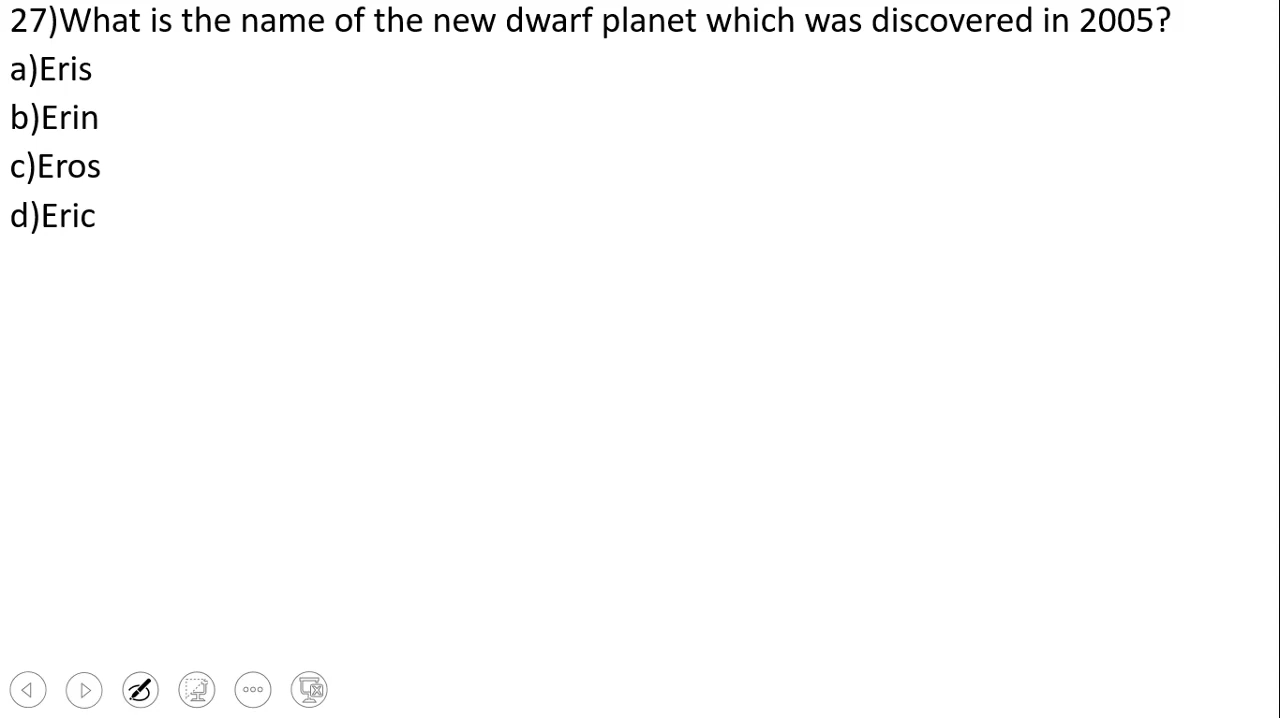 27)What is the name of the new dwarf planet which was discovered in 2005?
a)Eris
b)Erin
c)Eros
d)Eric